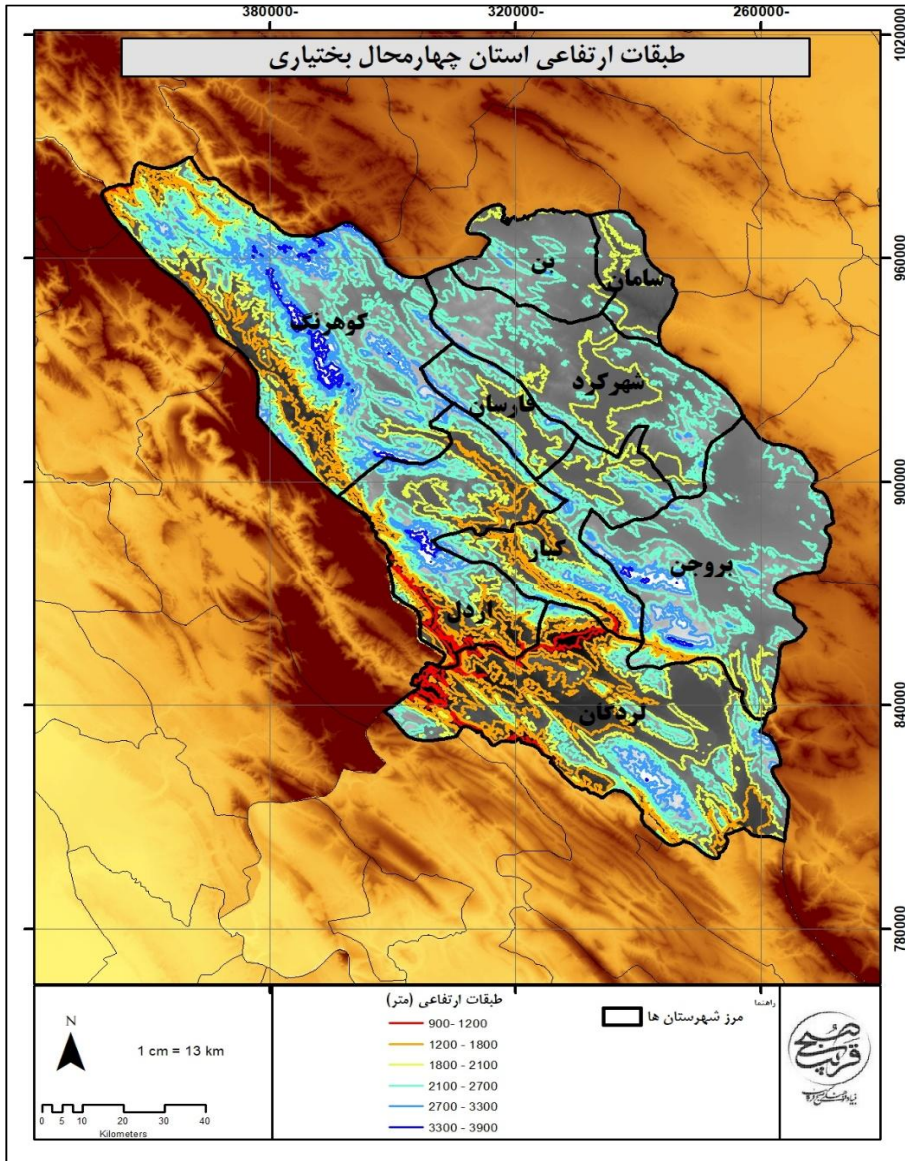 380000-
320000-
260000-
طبقات ارتفاعی استان چهارمحال بختیاری
1020000
960000
900000
840000
780000
بن
سامان
کوهرنگ
شهرکرد
فارسان
کیار
بروجن
اردل
لردگان
N
1 cm = 13 km
0 5 10 20 30 40
Kilometers
طبقات ارتفاعی (متر)
900- 1200
1200 - 1800
1800 - 2100
2100 - 2700
2700 - 3300
3300 - 3900
راهنما
مرز شهرستان ها
صبح
قریب